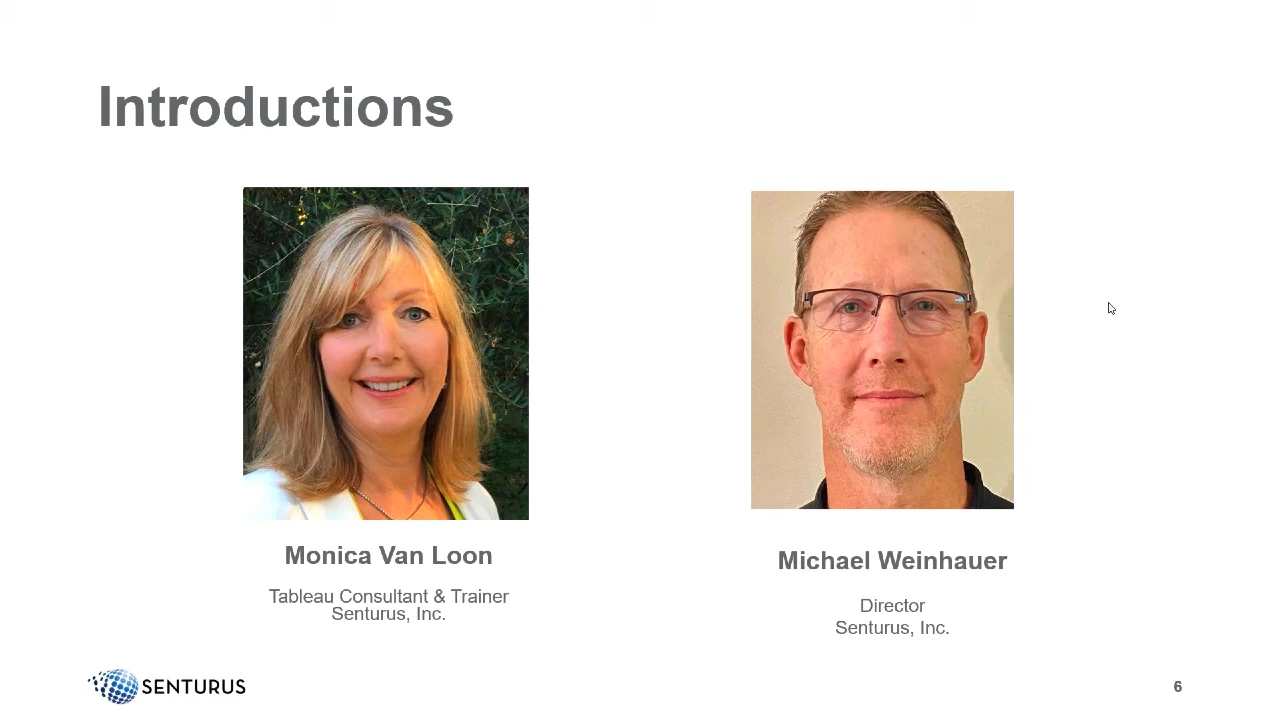 Introductions
Monica Van Loon
Tableau Consultant & Trainer
Senturus, Inc.
Michael Weinhauer
Director
Senturus, Inc.
SENTURUS
6